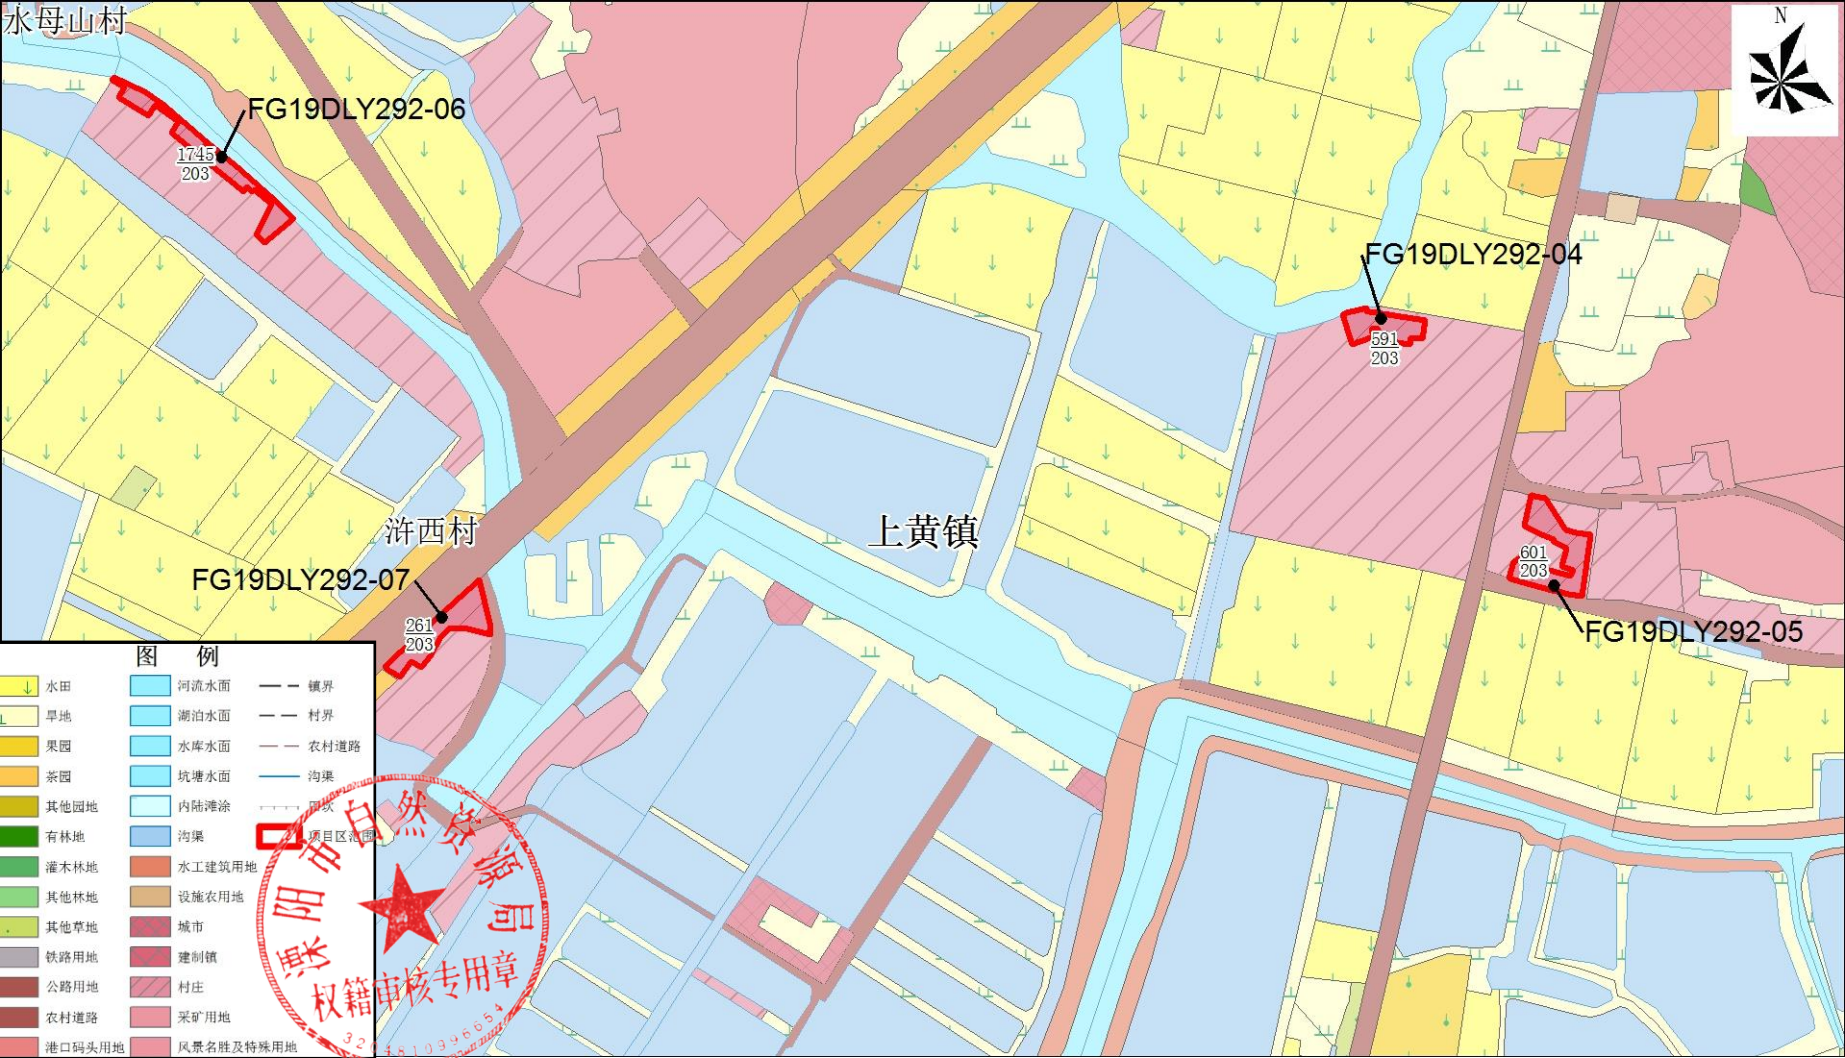 水母山村
N
FG19DLY292-06
1745
203
FG19DLY292-04
591
203
浒西村
上黄镇
FG19DLY292-07
261
203
601
203
FG19DLY292-05
图 例
水田
河流水面
镇界
旱地
湖泊水面
村界
果园
水库水面
农村道路
茶园
坑塘水面
沟渠
其他园地
内陆滩涂
田坎
有林地
沟渠
项目区范围
灌木林地
水工建筑用地
其他林地
设施农用地
其他草地
城市
铁路用地
建制镇
公路用地
村庄
农村道路
采矿用地
港口码头用地
风景名胜及特殊用地
溧阳市自然资源局
权籍审核专用章